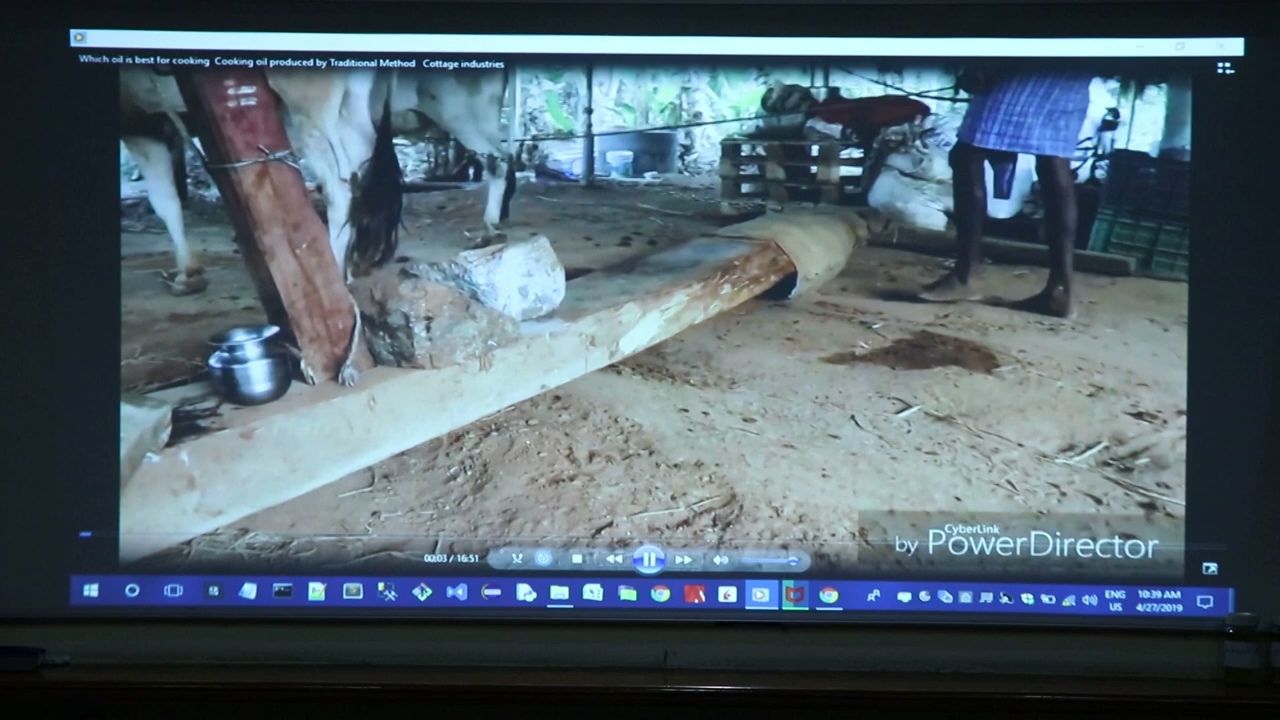 Which oil is best for cooking Cooking oil produced by Traditional Method Cottage industries
CyberLink
by PowerDirector
00:03 / 16:51
ENG
US
10:39 AM
4/27/2019